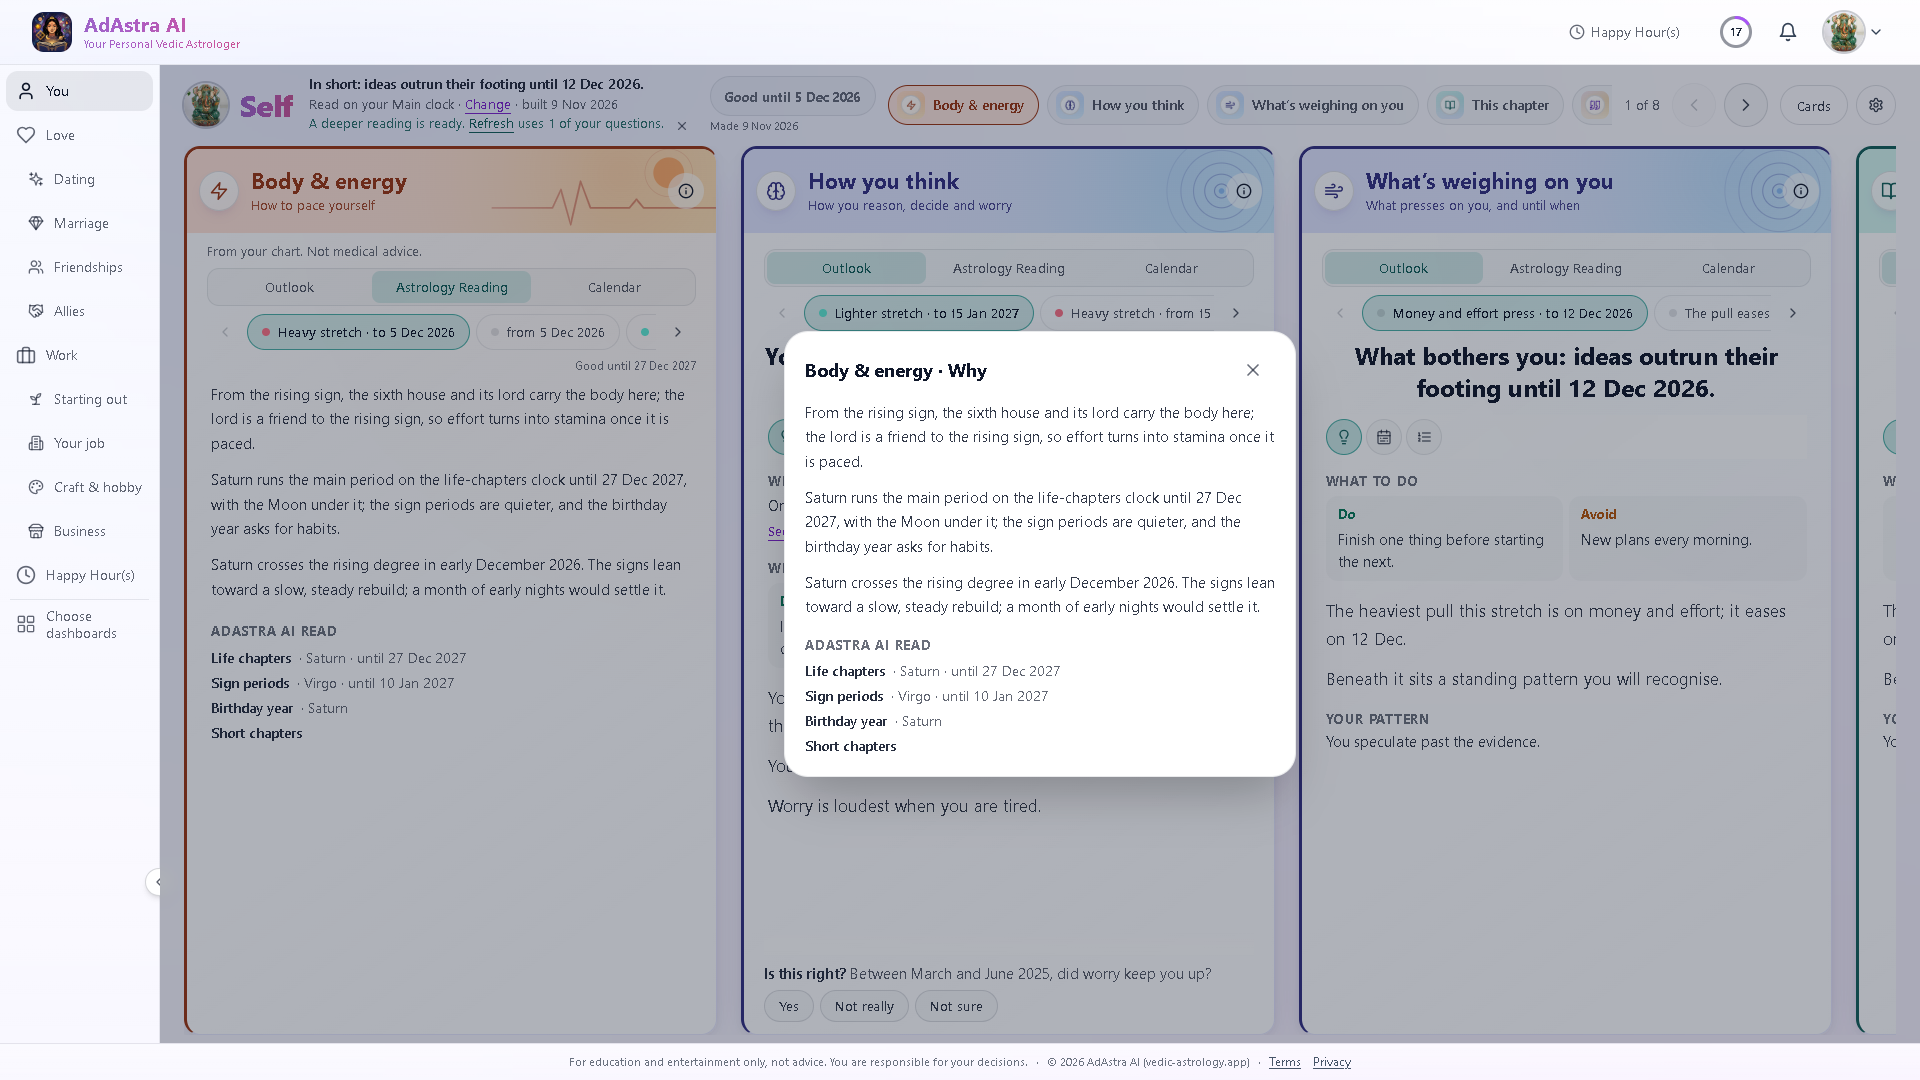 AdAstra AI
Your Personal Vedic Astrologer
Happy Hour(s)
17
You
Love
Dating
Marriage
Friendships
Allies
Work
Starting out
Your job
Craft & hobby
Business
Happy Hour(s)
Choose
dashboards
Self
In short: ideas outrun their footing until 12 Dec 2026.
Read on your Main clock · Change · built 9 Nov 2026
A deeper reading is ready. Refresh uses 1 of your questions.
Good until 5 Dec 2026
Made 9 Nov 2026
Body & energy
How you think
What's weighing on you
This chapter
1 of 8
Cards
Body & energy
How to pace yourself
From your chart. Not medical advice.
Outlook
Astrology Reading
Calendar
Heavy stretch · to 5 Dec 2026
from 5 Dec 2026
Good until 27 Dec 2027
From the rising sign, the sixth house and its lord carry the body here; the
lord is a friend to the rising sign, so effort turns into stamina once it is
paced.
Saturn runs the main period on the life-chapters clock until 27 Dec 2027,
with the Moon under it; the sign periods are quieter, and the birthday
year asks for habits.
Saturn crosses the rising degree in early December 2026. The signs lean
toward a slow, steady rebuild; a month of early nights would settle it.
ADASTRA AI READ
Life chapters · Saturn · until 27 Dec 2027
Sign periods · Virgo · until 10 Jan 2027
Birthday year · Saturn
Short chapters
How you think
How you reason, decide and worry
Outlook
Astrology Reading
Calendar
Lighter stretch · to 15 Jan 2027
Heavy stretch · from 15
Worry is loudest when you are tired.
Is this right? Between March and June 2025, did worry keep you up?
Yes
Not really
Not sure
Body & energy · Why
From the rising sign, the sixth house and its lord carry the body here;
the lord is a friend to the rising sign, so effort turns into stamina once it
is paced.
Saturn runs the main period on the life-chapters clock until 27 Dec
2027, with the Moon under it; the sign periods are quieter, and the
birthday year asks for habits.
Saturn crosses the rising degree in early December 2026. The signs lean
toward a slow, steady rebuild; a month of early nights would settle it.
ADASTRA AI READ
Life chapters · Saturn · until 27 Dec 2027
Sign periods · Virgo · until 10 Jan 2027
Birthday year · Saturn
Short chapters
What's weighing on you
What presses on you, and until when
Outlook
Astrology Reading
Calendar
Money and effort press · to 12 Dec 2026
The pull eases
What bothers you: ideas outrun their
footing until 12 Dec 2026.
WHAT TO DO
Do
Finish one thing before starting
the next.
Avoid
New plans every morning.
The heaviest pull this stretch is on money and effort; it eases
on 12 Dec.
Beneath it sits a standing pattern you will recognise.
YOUR PATTERN
You speculate past the evidence.
For education and entertainment only, not advice. You are responsible for your decisions. · © 2026 AdAstra AI (vedic-astrology.app) · Terms Privacy